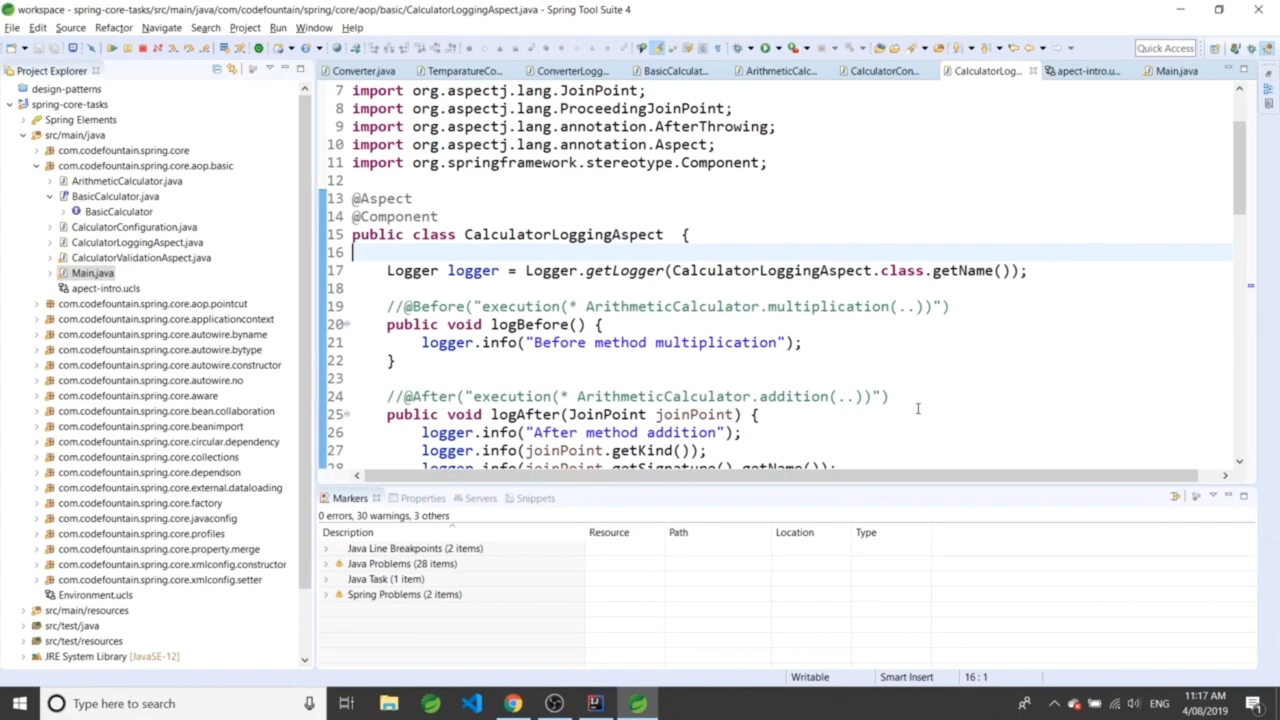 workspace - spring-core-tasks/src/main/java/com/codefountain/spring/core/aop/basic/CalculatorLoggingAspect.java - Spring Tool Suite 4
File Edit Source Refactor Navigate Search Project Run Window Help
Quick Access
Project Explorer
design-patterns
spring-core-tasks
Spring Elements
src/main/java
com.codefountain.spring.core
com.codefountain.spring.core.aop.basic
ArithmeticCalculator.java
BasicCalculator.java
BasicCalculator
CalculatorConfiguration.java
CalculatorLoggingAspect.java
CalculatorValidationAspect.java
Main.java
apect-intro.ucls
com.codefountain.spring.core.aop.pointcut
com.codefountain.spring.core.applicationcontext
com.codefountain.spring.core.autowire.byname
com.codefountain.spring.core.autowire.bytype
com.codefountain.spring.core.autowire.constructor
com.codefountain.spring.core.autowire.no
com.codefountain.spring.core.aware
com.codefountain.spring.core.bean.collaboration
com.codefountain.spring.core.beanimport
com.codefountain.spring.core.circular.dependency
com.codefountain.spring.core.collections
com.codefountain.spring.core.dependson
com.codefountain.spring.core.external.dataloading
com.codefountain.spring.core.factory
com.codefountain.spring.core.javaconfig
com.codefountain.spring.core.profiles
com.codefountain.spring.core.property.merge
com.codefountain.spring.core.xmlconfig.constructor
com.codefountain.spring.core.xmlconfig.setter
Environment.ucls
src/main/resources
src/test/java
src/test/resources
JRE System Library [JavaSE-12]
Converter.java TemparatureCo... ConverterLogg... BasicCalculat... ArithmeticCalc... CalculatorCon... CalculatorLog... apect-intro.u... Main.java
7 import org.aspectj.lang.JoinPoint;
8 import org.aspectj.lang.ProceedingJoinPoint;
9 import org.aspectj.lang.annotation.AfterThrowing;
10 import org.aspectj.lang.annotation.Aspect;
11 import org.springframework.stereotype.Component;
12
13 @Aspect
14 @Component
15 public class CalculatorLoggingAspect {
16
17 Logger logger = Logger.getLogger(CalculatorLoggingAspect.class.getName());
18
19 //@Before("execution(* ArithmeticCalculator.multiplication(..))")
20 public void logBefore() {
21 logger.info("Before method multiplication");
22 }
23
24 //@After("execution(* ArithmeticCalculator.addition(..))")
25 public void logAfter(JoinPoint joinPoint) {
26 logger.info("After method addition");
27 logger.info(joinPoint.getKind());
28 logger.info(joinPoint.getSignature().getName());
Markers Properties Servers Snippets
0 errors, 30 warnings, 3 others
Description Resource Path Location Type
Java Line Breakpoints (2 items)
Java Problems (28 items)
Java Task (1 item)
Spring Problems (2 items)
Writable Smart Insert 16 : 1
Type here to search
ENG
11:17 AM
4/08/2019
1